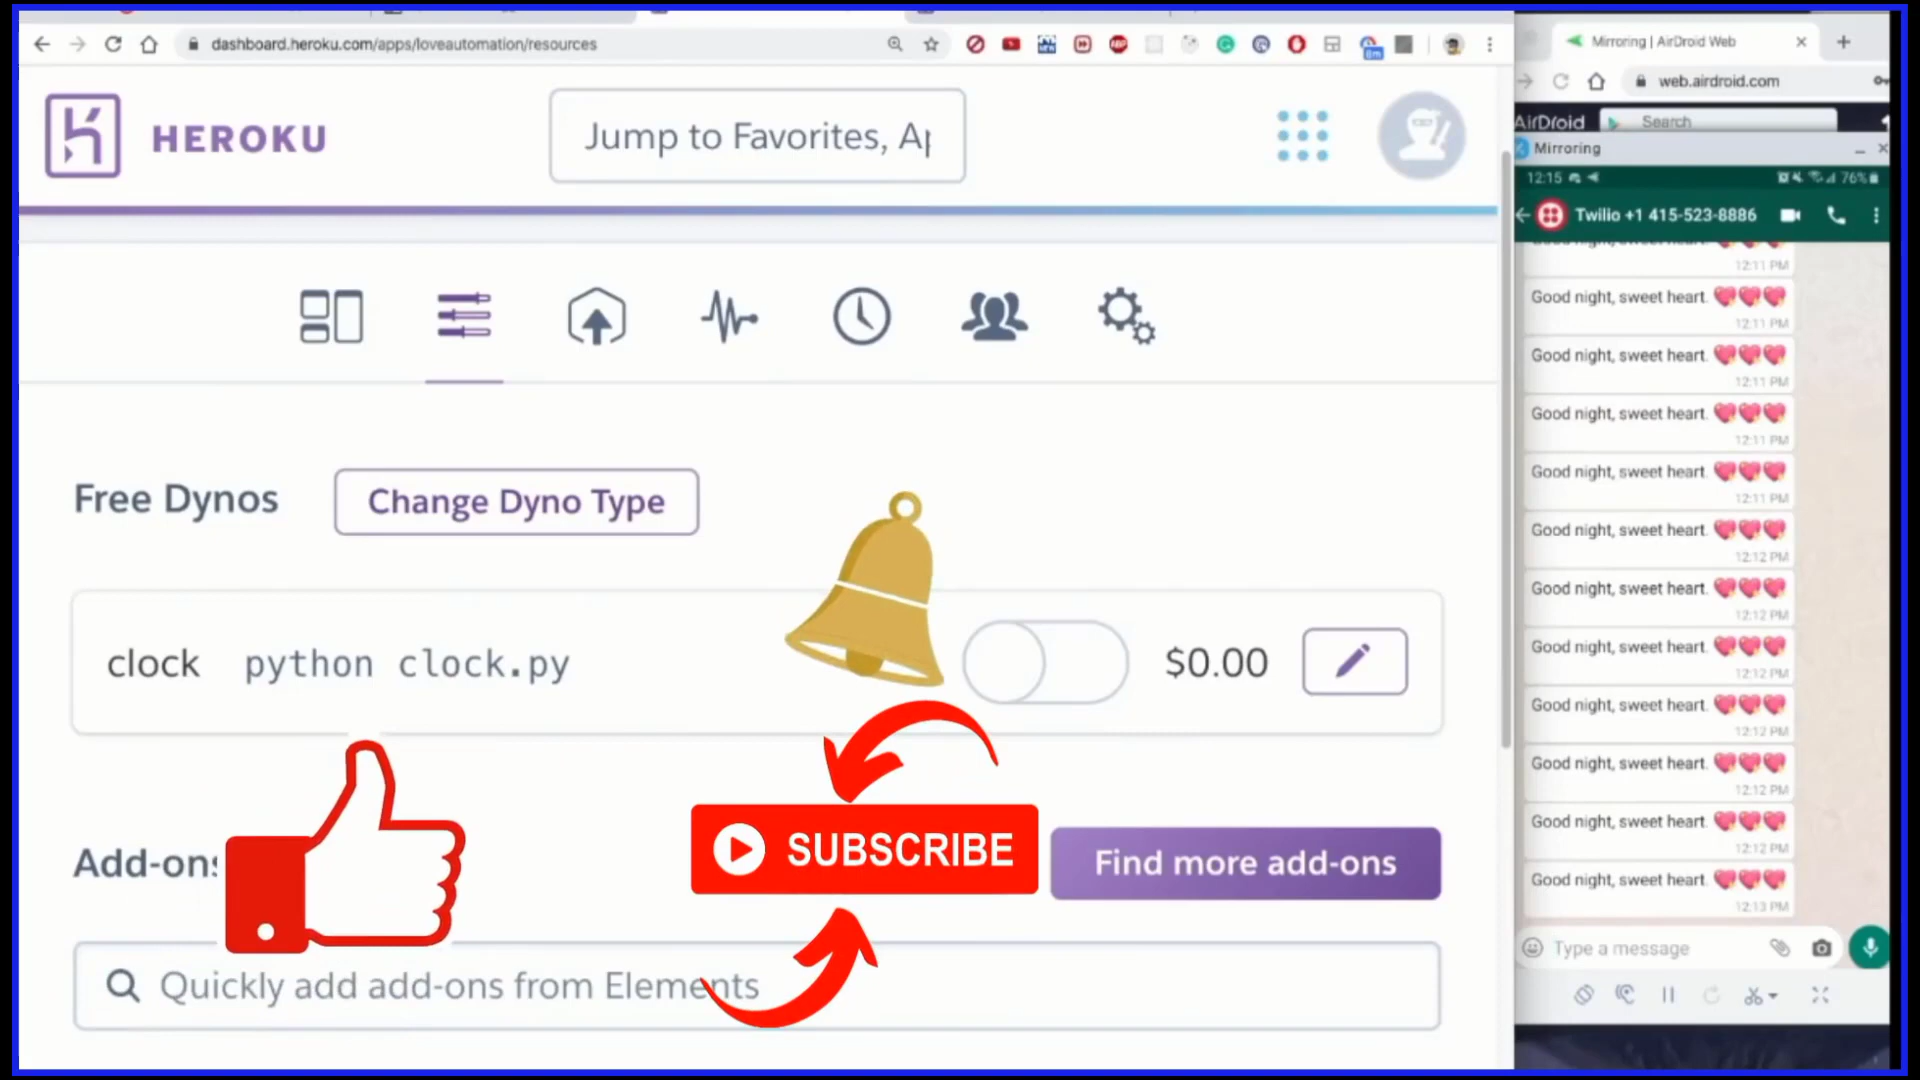 dashboard.heroku.com/apps/loveautomation/resources
HEROKU
Jump to Favorites, Ap
Free Dynos
Change Dyno Type
clock python clock.py
$0.00
Add-ons
SUBSCRIBE
Find more add-ons
Quickly add add-ons from Elements
Mirroring | AirDroid Web
web.airdroid.com
AirDroid
Search
Mirroring
12:15
76%
Twilio +1 415-523-8886
12:11 PM
Good night, sweet heart. 💖💖💖
12:11 PM
Good night, sweet heart. 💖💖💖
12:11 PM
Good night, sweet heart. 💖💖💖
12:11 PM
Good night, sweet heart. 💖💖💖
12:11 PM
Good night, sweet heart. 💖💖💖
12:12 PM
Good night, sweet heart. 💖💖💖
12:12 PM
Good night, sweet heart. 💖💖💖
12:12 PM
Good night, sweet heart. 💖💖💖
12:12 PM
Good night, sweet heart. 💖💖💖
12:12 PM
Good night, sweet heart. 💖💖💖
12:12 PM
Good night, sweet heart. 💖💖💖
12:13 PM
Type a message